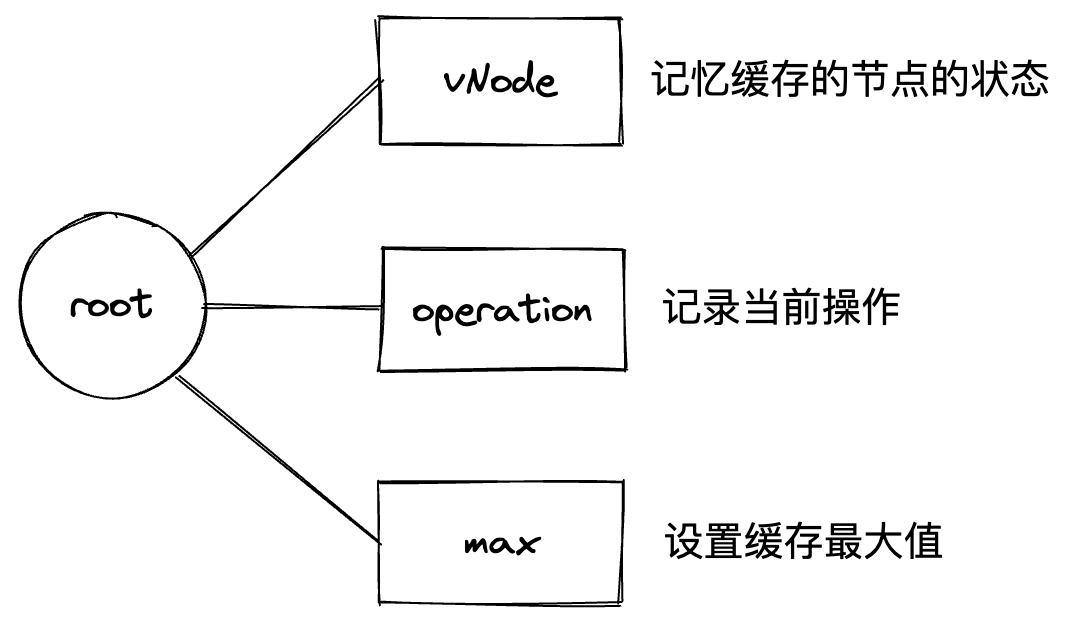 vNode
记忆缓存的节点的状态
root
operation
记录当前操作
max
设置缓存最大值